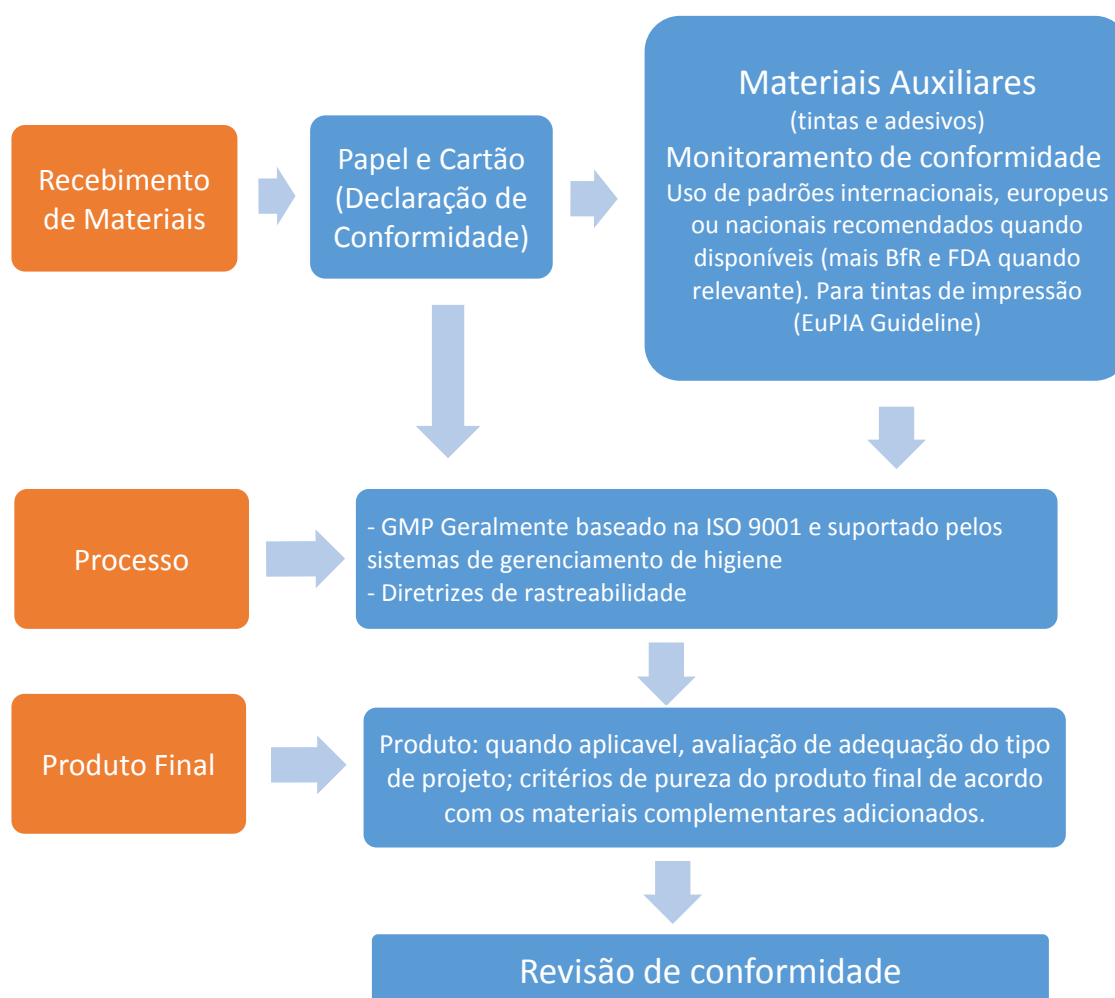 Recebimento
de Materiais
Papel e Cartão
(Declaração de
Conformidade)
Materiais Auxiliares
(tintas e adesivos)
Monitoramento de conformidade
Uso de padrões internacionais, europeus
ou nacionais recomendados quando
disponíveis (mais BfR e FDA quando
relevante). Para tintas de impressão
(EuPIA Guideline)
Processo
- GMP Geralmente baseado na ISO 9001 e suportado pelos
sistemas de gerenciamento de higiene
- Diretrizes de rastreabilidade
Produto Final
Produto: quando aplicavel, avaliação de adequação do tipo
de projeto; critérios de pureza do produto final de acordo
com os materiais complementares adicionados.
Revisão de conformidade